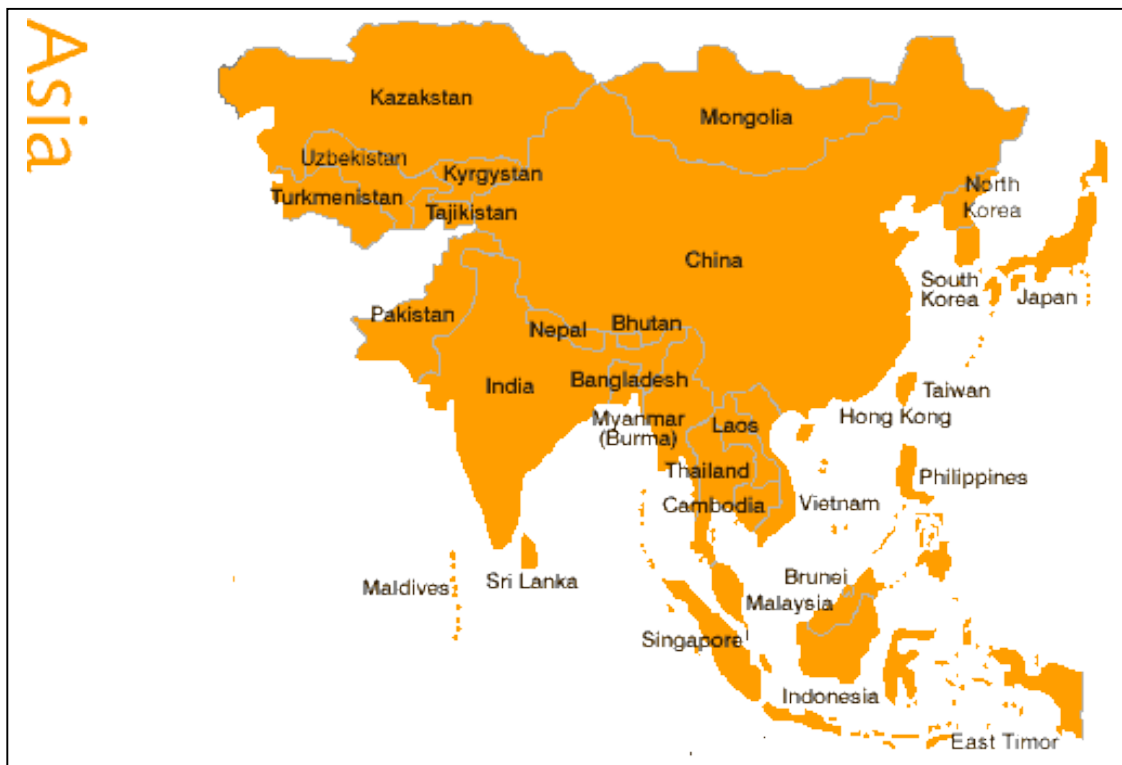 Asia
Kazakstan
Mongolia
Uzbekistan
Kyrgystan
Turkmenistan
Tajikistan
North
Korea
China
South
Korea
Japan
Pakistan
Nepal
Bhutan
India
Bangladesh
Taiwan
Myanmar
(Burma)
Laos
Hong Kong
Thailand
Philippines
Cambodia
Vietnam
Maldives
Sri Lanka
Brunei
Malaysia
Singapore
Indonesia
East Timor